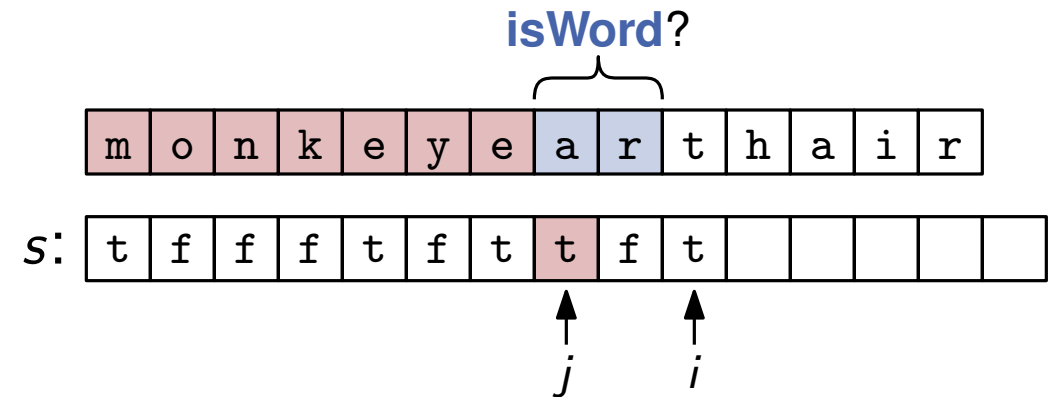 isWord?
m o n k e y e a r t h a i r
s: t f f f t f t t f t
j i